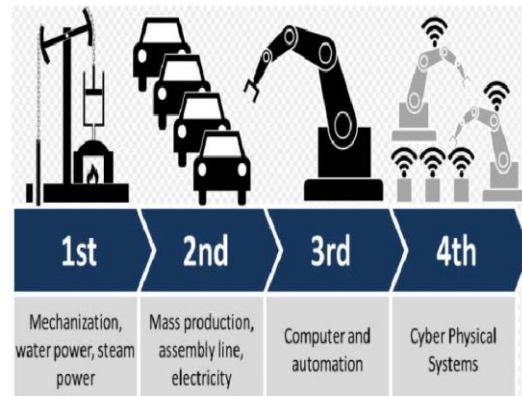 1st
2nd
3rd
4th
Mechanization,
water power, steam
power
Mass production,
assembly line,
electricity
Computer and
automation
Cyber Physical
Systems